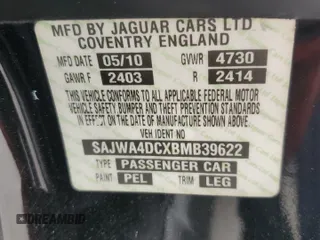 MFD BY JAGUAR CARS LTD
COVENTRY ENGLAND
MFD DATE 05/10 GVWR 4730
GAWR F 2403 R 2414
THIS VEHICLE CONFORMS TO ALL APPLICABLE FEDERAL MOTOR
VEHICLE SAFETY BUMPER AND THEFT PREVENTION STANDARDS
IN EFFECT ON THE DATE OF MANUFACTURE SHOWN ABOVE
VEH IDENT NO SAJWA4DCXBMB39622
TYPE PASSENGER CAR
PAINT PEL TRIM LEG
© EPARBIDFAX